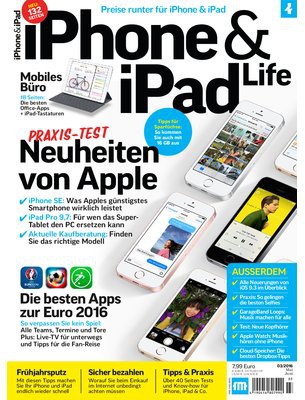 Preise runter für iPhone & iPad
NEU!
132
SEITEN
iPhone & iPad
iPhone &
iPad Life
Mobiles
Büro
18 Seiten:
Die besten
Office-Apps
+ iPad-Tastaturen
Tipps für
Sparfüchse:
So kommen
Sie auch mit
16 GB aus
PRAXIS-TEST
Neuheiten
von Apple
✓ iPhone SE: Was Apples günstigstes
Smartphone wirklich leistet
✓ iPad Pro 9,7: Für wen das Super-
Tablet den PC ersetzen kann
✓ Aktuelle Kaufberatung: Finden
Sie das richtige Modell
Die besten Apps
zur Euro 2016
So verpassen Sie kein Spiel:
Alle Teams, Termine und Tore
Plus: Live-TV für unterwegs
und Tipps für die Fan-Reise
AUSSERDEM
Alle Neuerungen von
iOS 9.3 im Überblick
Praxis: So gelingen
die besten Selfies
GarageBand Loops:
Musik machen für alle
Test: Neue Kopfhörer
Apple Watch: Musik
hören ohne iPhone
Cloud-Speicher: Die
besten Dropbox-Tipps
Frühjahrsputz
Mit diesen Tipps machen
Sie Ihr iPhone und iPad
endlich wieder schnell
Sicher bezahlen
Worauf Sie beim Einkauf
im Internet unbedingt
achten sollten
Tipps & Praxis
Über 40 Seiten Tests
und Know-how für
iPhone, iPad & Co.
7,99 Euro
03/2016